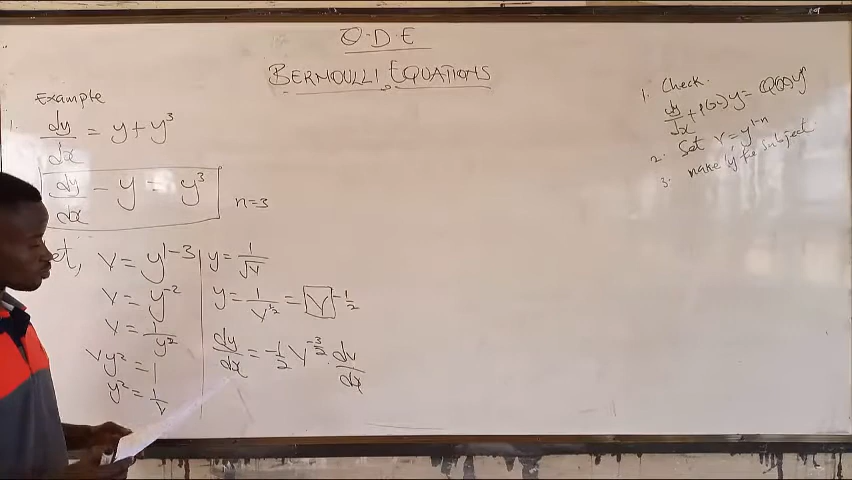 O.D.E
BERNOULLI EQUATIONS
Example
1. dy/dx = y + y³
dy/dx - y = y³
n=3
et, v = y^1-3
v = y^-2
v = 1/y²
vy² = 1
y² = 1/v
y = 1/√v
y = 1/v^½ = v^-½
dy/dx = -½ v^-3/2 · dv/dx
1. Check.
dy/dx + P(x)y = Q(x)y^n
2. Set v = y^1-n
3. make 'y' the subject